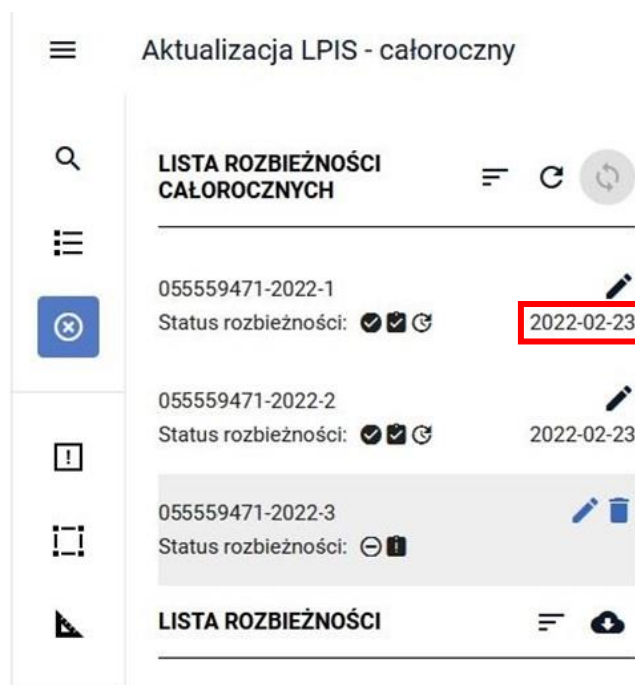 Aktualizacja LPIS - całoroczny
LISTA ROZBIEŻNOŚCI
CAŁOROCZNYCH
055559471-2022-1
Status rozbieżności: 2022-02-23
055559471-2022-2
Status rozbieżności: 2022-02-23
055559471-2022-3
Status rozbieżności:
LISTA ROZBIEŻNOŚCI